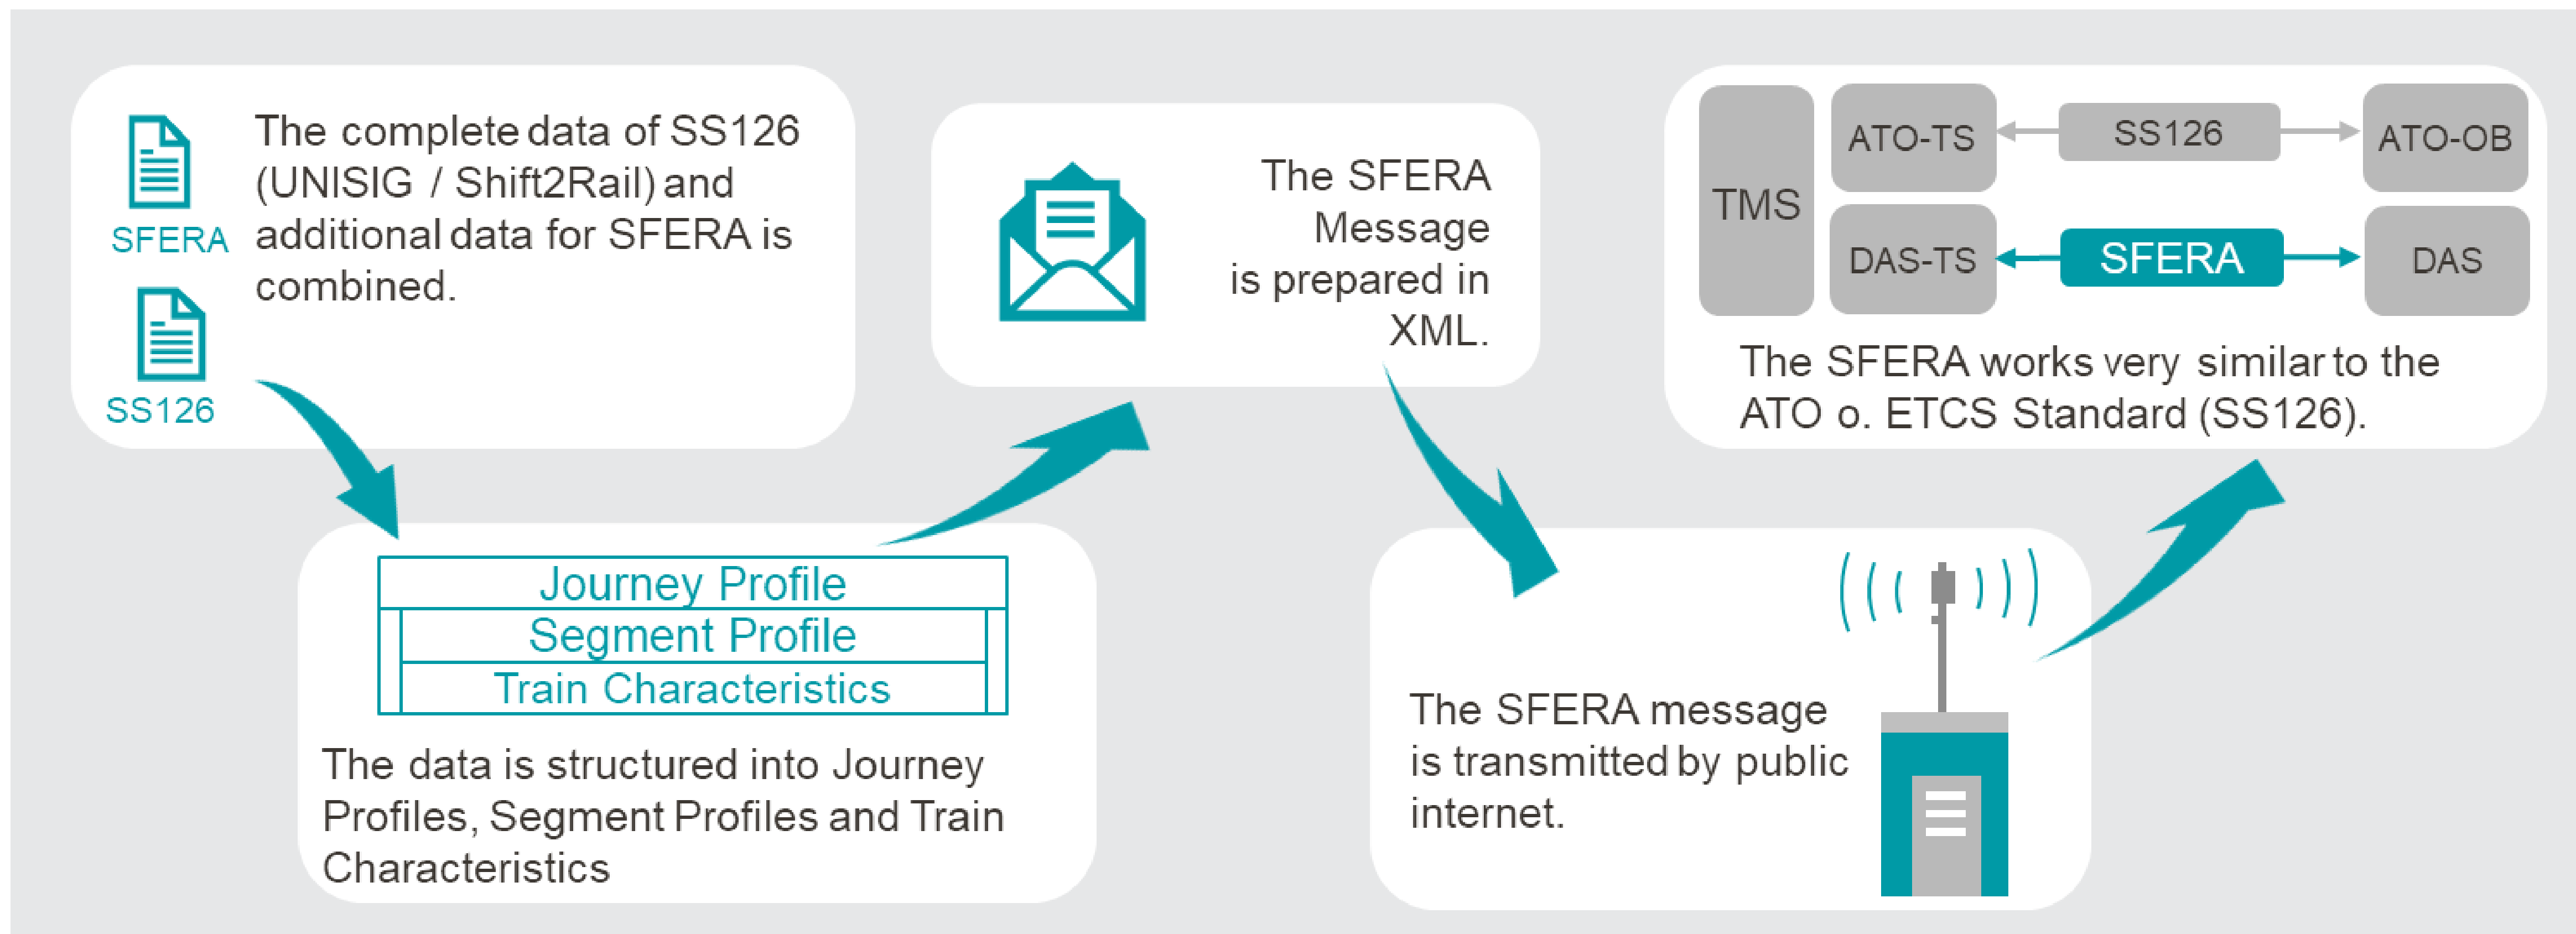 SFERA
SS126
The complete data of SS126
(UNISIG / Shift2Rail) and
additional data for SFERA is
combined.
Journey Profile
Segment Profile
Train Characteristics
The data is structured into Journey
Profiles, Segment Profiles and Train
Characteristics
The SFERA
Message
is prepared in
XML.
The SFERA message
is transmitted by public
internet.
TMS
ATO-TS
SS126
ATO-OB
DAS-TS
SFERA
DAS
The SFERA works very similar to the
ATO o. ETCS Standard (SS126).